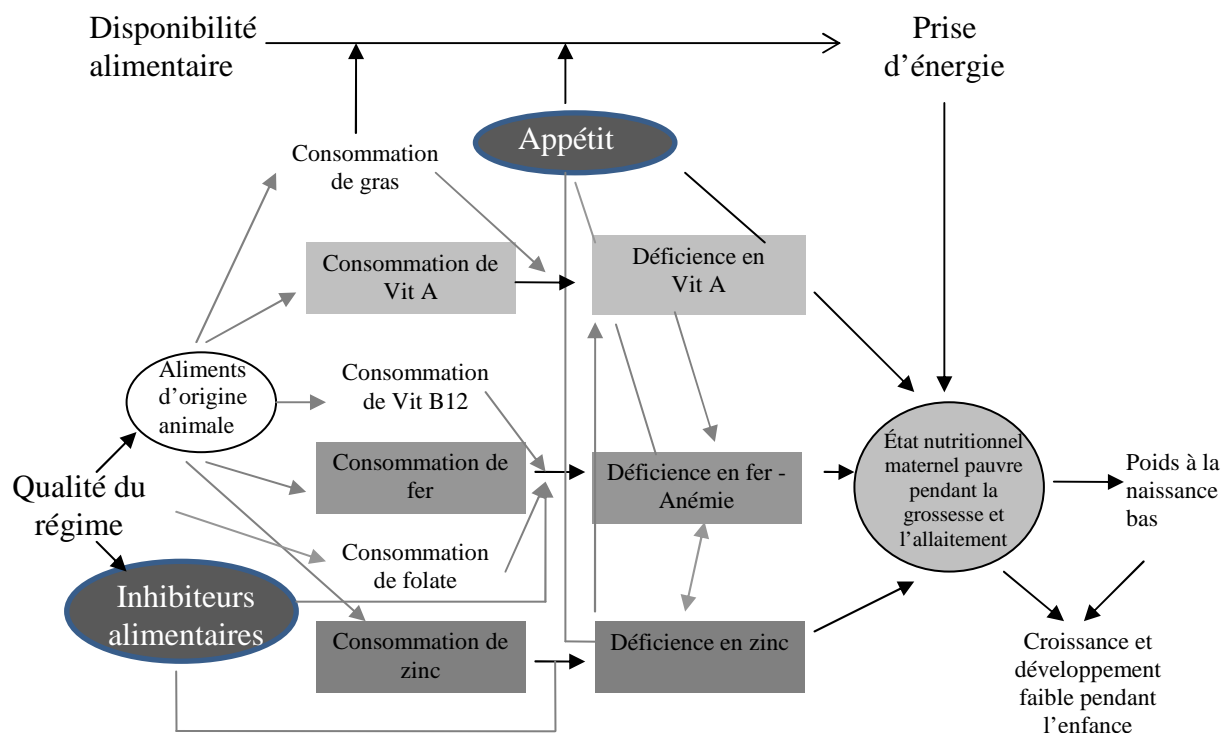 Disponibilité
alimentaire
Prise
d’énergie
Appétit
Consommation
de gras
Consommation de
Vit A
Déficience en
Vit A
Aliments
d’origine
animale
Consommation
de Vit B12
Qualité du
régime
Consommation de
fer
Déficience en fer -
Anémie
État nutritionnel
maternel pauvre
pendant la
grossesse et
l’allaitement
Poids à la
naissance
bas
Consommation
de folate
Inhibiteurs
alimentaires
Consommation de
zinc
Déficience en zinc
Croissance et
développement
faible pendant
l’enfance